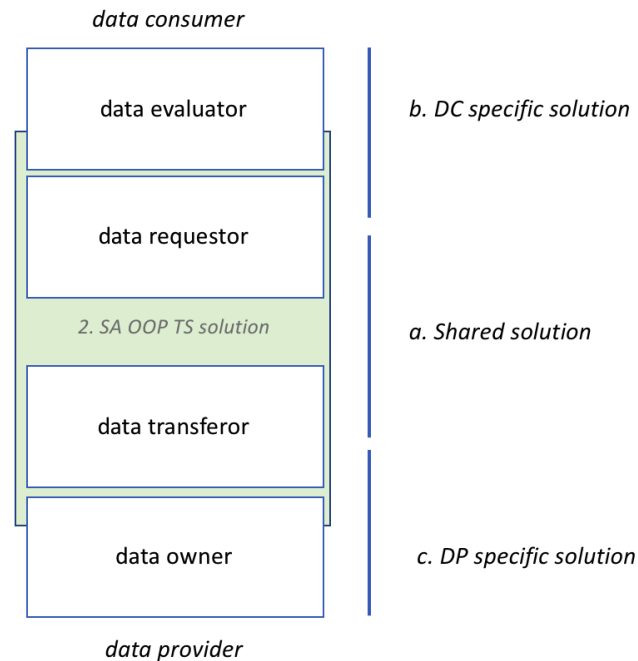 data consumer
data evaluator
b. DC specific solution
data requestor
2. SA OOP TS solution
a. Shared solution
data transferor
data owner
c. DP specific solution
data provider